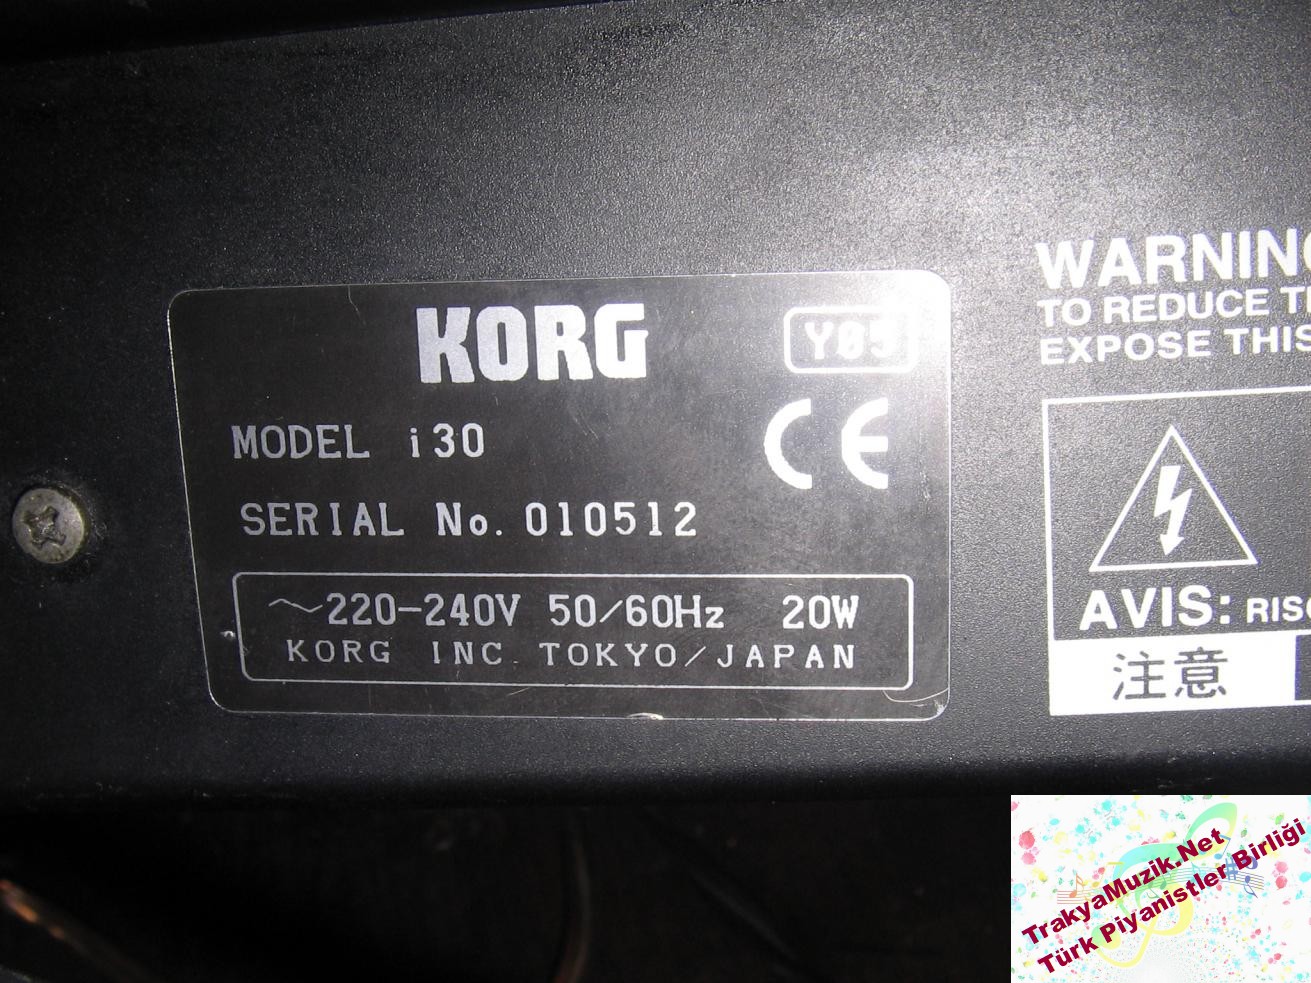 KORG
Y05
MODEL i30
SERIAL No. 010512
~220-240V 50/60Hz 20W
KORG INC. TOKYO/JAPAN
WARNING
TO REDUCE
EXPOSE THIS
AVIS:
注意
TrakyaMuzik.Net
Türk Piyanistler Birliği